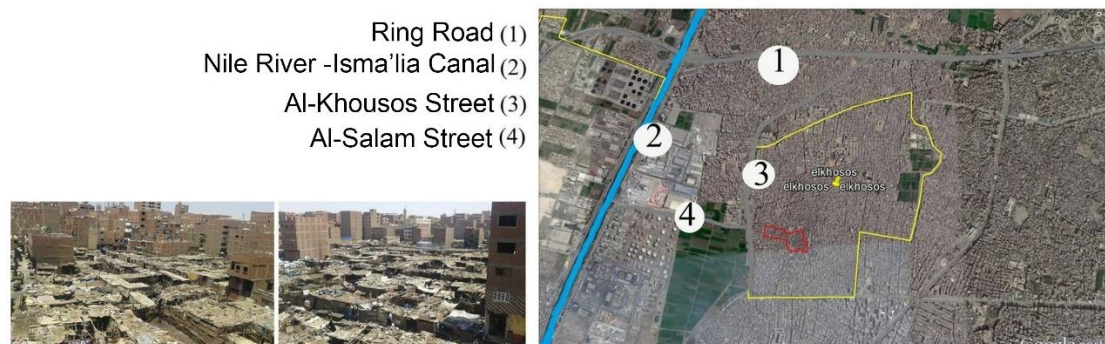 Ring Road (1)
Nile River -Isma’lia Canal (2)
Al-Khousos Street (3)
Al-Salam Street (4)
1
2
3
4
elkhosos
elkhosos elkhosos
Google